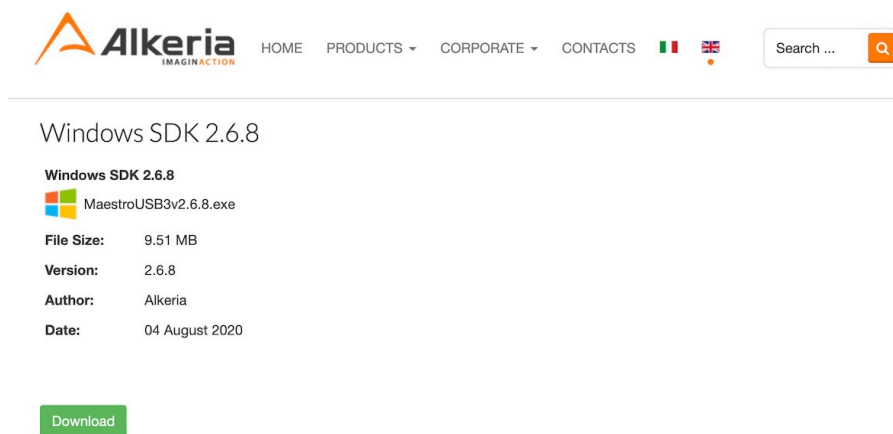 Alkeria
IMAGINACTION
HOME PRODUCTS CORPORATE CONTACTS Search ...
Windows SDK 2.6.8
Windows SDK 2.6.8
MaestroUSB3v2.6.8.exe
File Size: 9.51 MB
Version: 2.6.8
Author: Alkeria
Date: 04 August 2020
Download